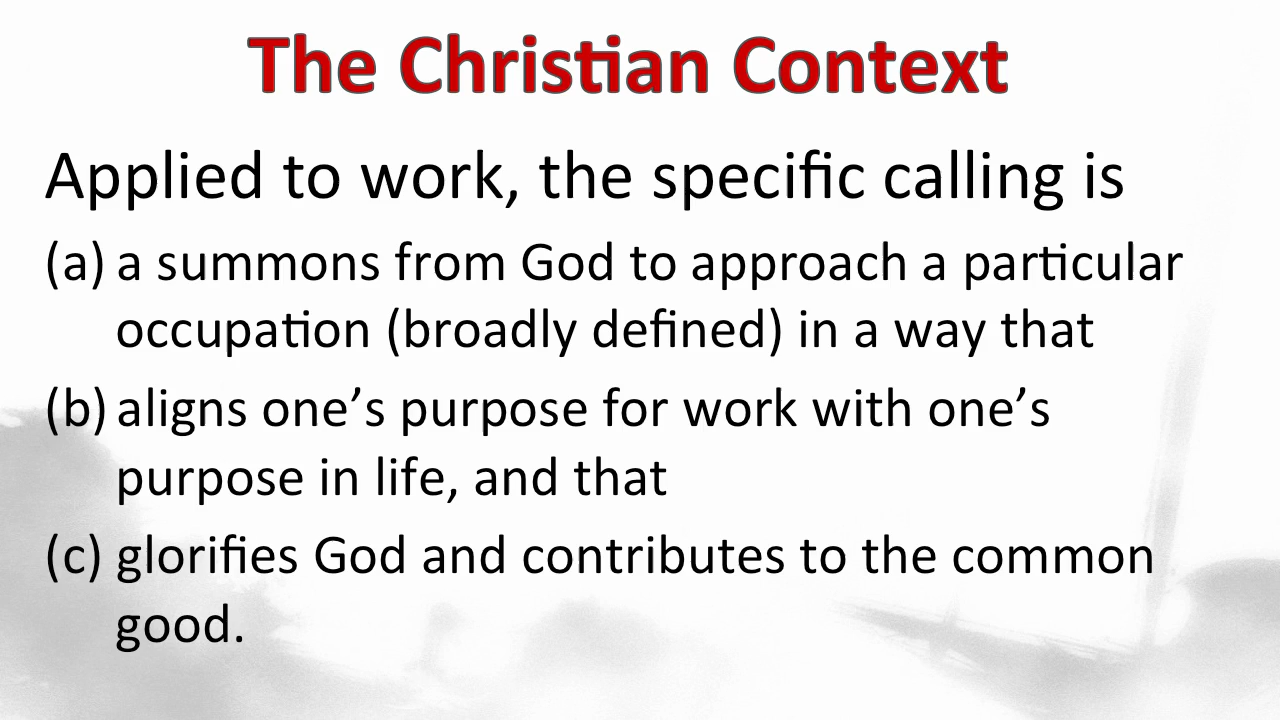 The Christian Context
Applied to work, the specific calling is
(a) a summons from God to approach a particular
occupation (broadly defined) in a way that
(b) aligns one’s purpose for work with one’s
purpose in life, and that
(c) glorifies God and contributes to the common
good.